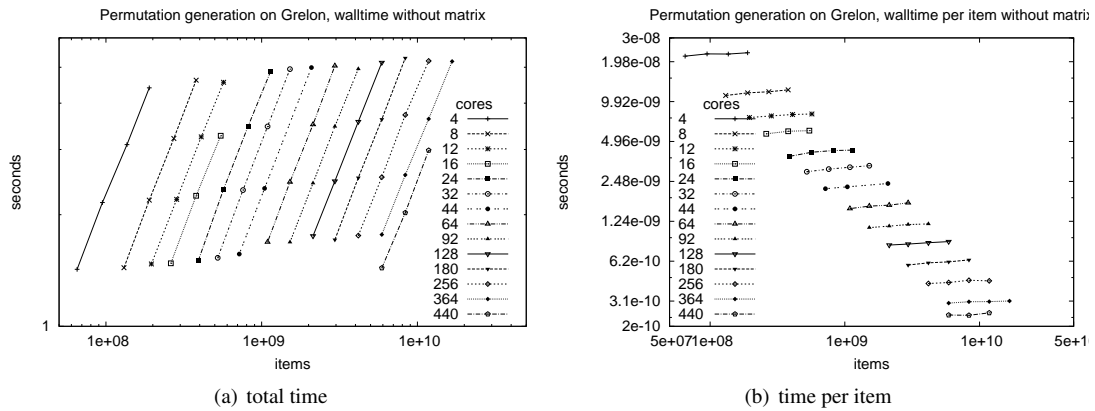 Permutation generation on Grelon, walltime without matrix
seconds
1
1e+08
1e+09
1e+10
items
cores
4
8
12
16
24
32
44
64
92
128
180
256
364
440
(a) total time
Permutation generation on Grelon, walltime per item without matrix
seconds
3e-08
1.98e-08
9.92e-09
4.96e-09
2.48e-09
1.24e-09
6.2e-10
3.1e-10
2e-10
5e+071e+08
1e+09
1e+10
5e+1
items
cores
4
8
12
16
24
32
44
64
92
128
180
256
364
440
(b) time per item